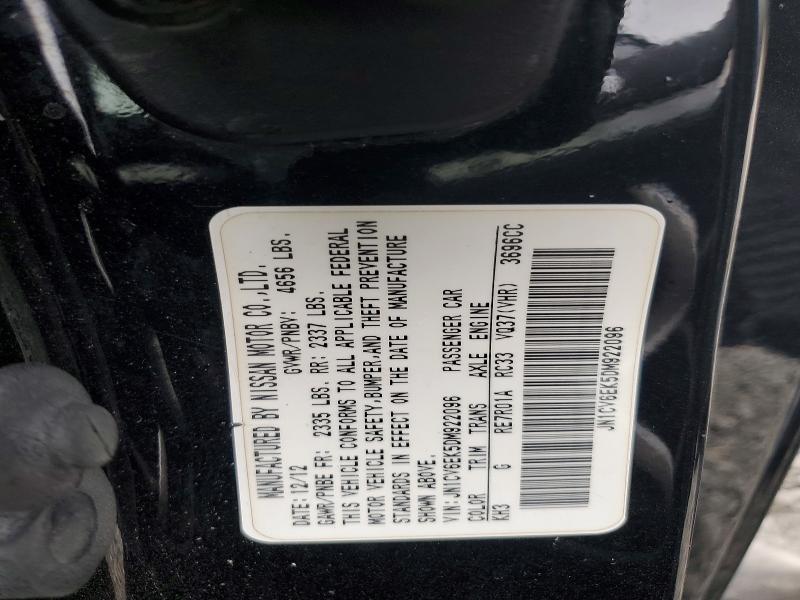 MANUFACTURED BY NISSAN MOTOR CO.,LTD.
DATE: 12/12 GVWR/PNBV: 4656 LBS.
GAWR/PNBE FR: 2335 LBS. RR: 2337 LBS.
THIS VEHICLE CONFORMS TO ALL APPLICABLE FEDERAL
MOTOR VEHICLE SAFETY,BUMPER,AND THEFT PREVENTION
STANDARDS IN EFFECT ON THE DATE OF MANUFACTURE
SHOWN ABOVE.
VIN:JN1CV6EK5DM922096 PASSENGER CAR
COLOR TRIM TRANS AXLE ENGINE
KH3 G RE7R01A RC33 VQ37(VHR) 3696CC
JN1CV6EK5DM922096